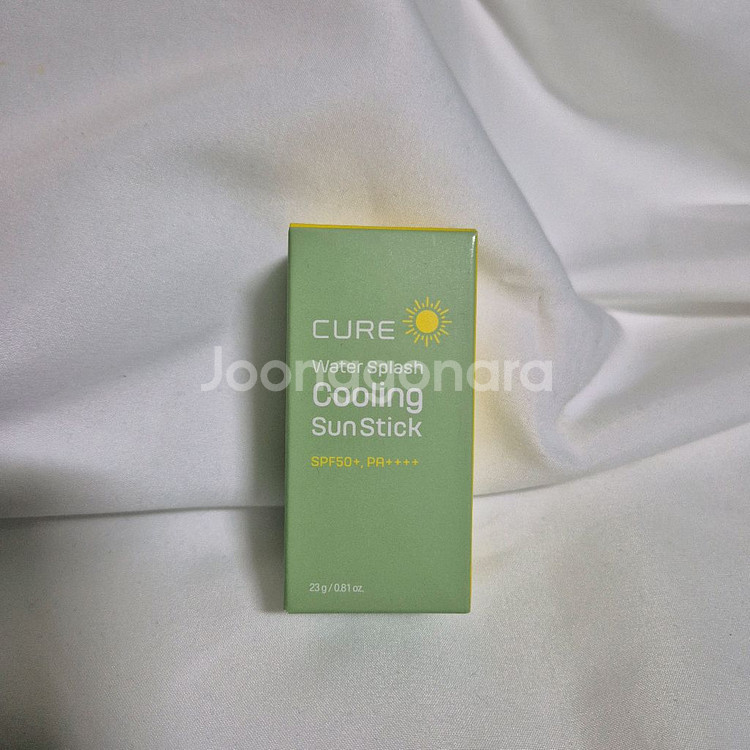 CURE
Water Splash
Joonggonara
Cooling
Sun Stick
SPF50+, PA++++
23 g / 0.81 oz.